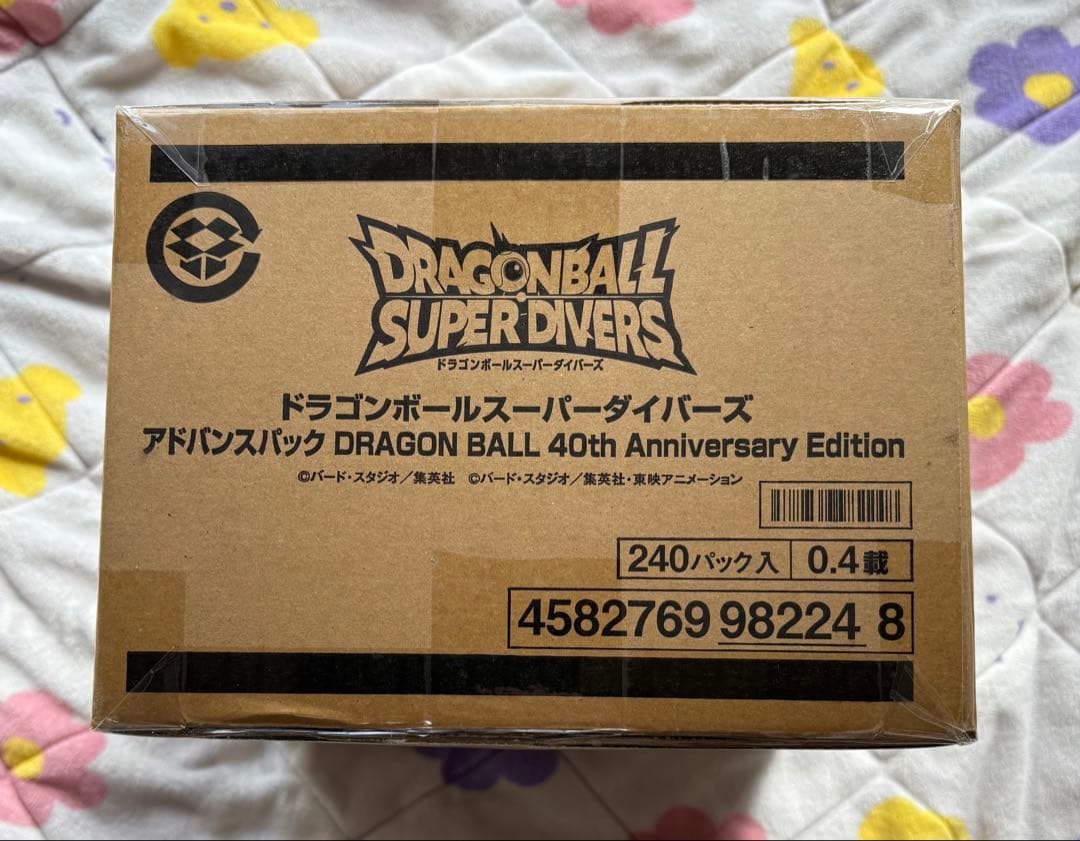 DRAGONBALL
SUPER DIVERS
ドラゴンボールスーパーダイバーズ
ドラゴンボールスーパーダイバーズ
アドバンスパック DRAGON BALL 40th Anniversary Edition
©バード・スタジオ／集英社 ©バード・スタジオ／集英社・東映アニメーション
240パック入 0.4載
4582769 98224 8